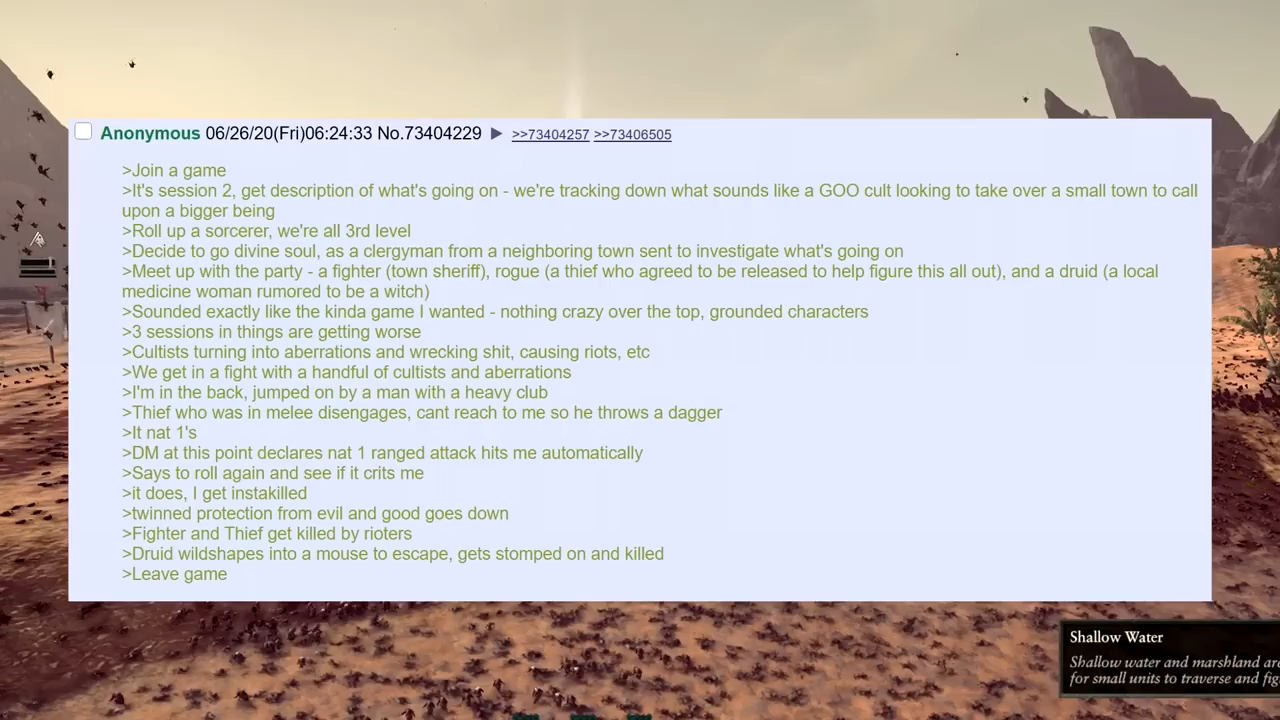 Anonymous 06/26/20(Fri)06:24:33 No.73404229 ▶ >>73404257 >>73406505
>Join a game
>It's session 2, get description of what's going on - we're tracking down what sounds like a GOO cult looking to take over a small town to call
upon a bigger being
>Roll up a sorcerer, we're all 3rd level
>Decide to go divine soul, as a clergyman from a neighboring town sent to investigate what's going on
>Meet up with the party - a fighter (town sheriff), rogue (a thief who agreed to be released to help figure this all out), and a druid (a local
medicine woman rumored to be a witch)
>Sounded exactly like the kinda game I wanted - nothing crazy over the top, grounded characters
>3 sessions in things are getting worse
>Cultists turning into aberrations and wrecking shit, causing riots, etc
>We get in a fight with a handful of cultists and aberrations
>I'm in the back, jumped on by a man with a heavy club
>Thief who was in melee disengages, cant reach to me so he throws a dagger
>It nat 1's
>DM at this point declares nat 1 ranged attack hits me automatically
>Says to roll again and see if it crits me
>it does, I get instakilled
>twinned protection from evil and good goes down
>Fighter and Thief get killed by rioters
>Druid wildshapes into a mouse to escape, gets stomped on and killed
>Leave game
Shallow Water
Shallow water and marshland are
for small units to traverse and fig